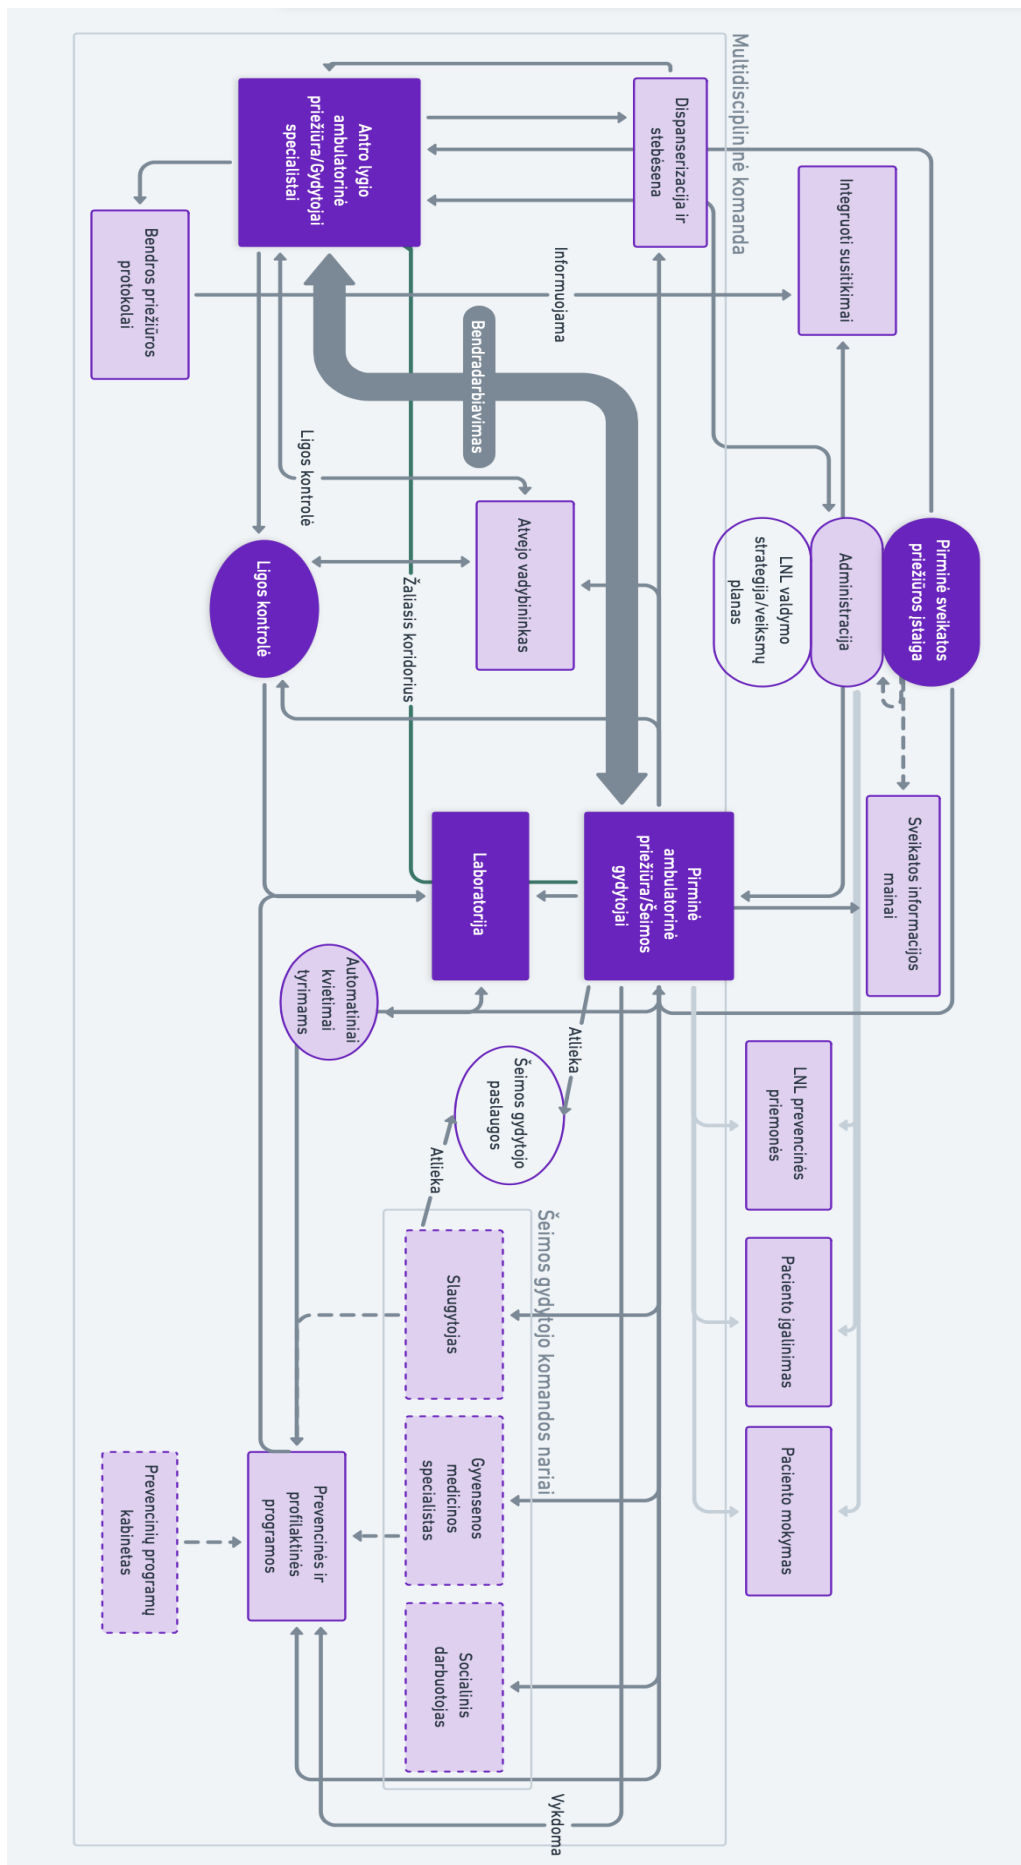 Pirminė sveikatos
priežiūros įstaiga
Administracija
LNL valdymo
strategija/veiksmų
planas
Integruoti susitikimai
Sveikatos informacijos
mainai
LNL prevencinės
priemonės
Paciento įgalinimas
Paciento mokymas
Multidisciplininė komanda
Dispanserizacija ir
stebėsena
Pirminė
ambulatorinė
priežiūra/Šeimos
gydytojai
Informuojama
Bendradarbiavimas
Atvejo vadybininkas
Laboratorija
Atlieka
Šeimos gydytojo
paslaugos
Atlieka
Šeimos gydytojo komandos nariai
Slaugytojas
Gyvensenos
medicinos
specialistas
Socialinis
darbuotojas
Vykdoma
Žaliasis koridorius
Antro lygio
ambulatorinė
priežiūra/Gydytojai
specialistai
Ligos kontrolė
Ligos kontrolė
Automatiniai
kvietimai
tyrimams
Prevencinės ir
profilaktinės
programos
Bendros priežiūros
protokolai
Prevencinių programų
kabinetas